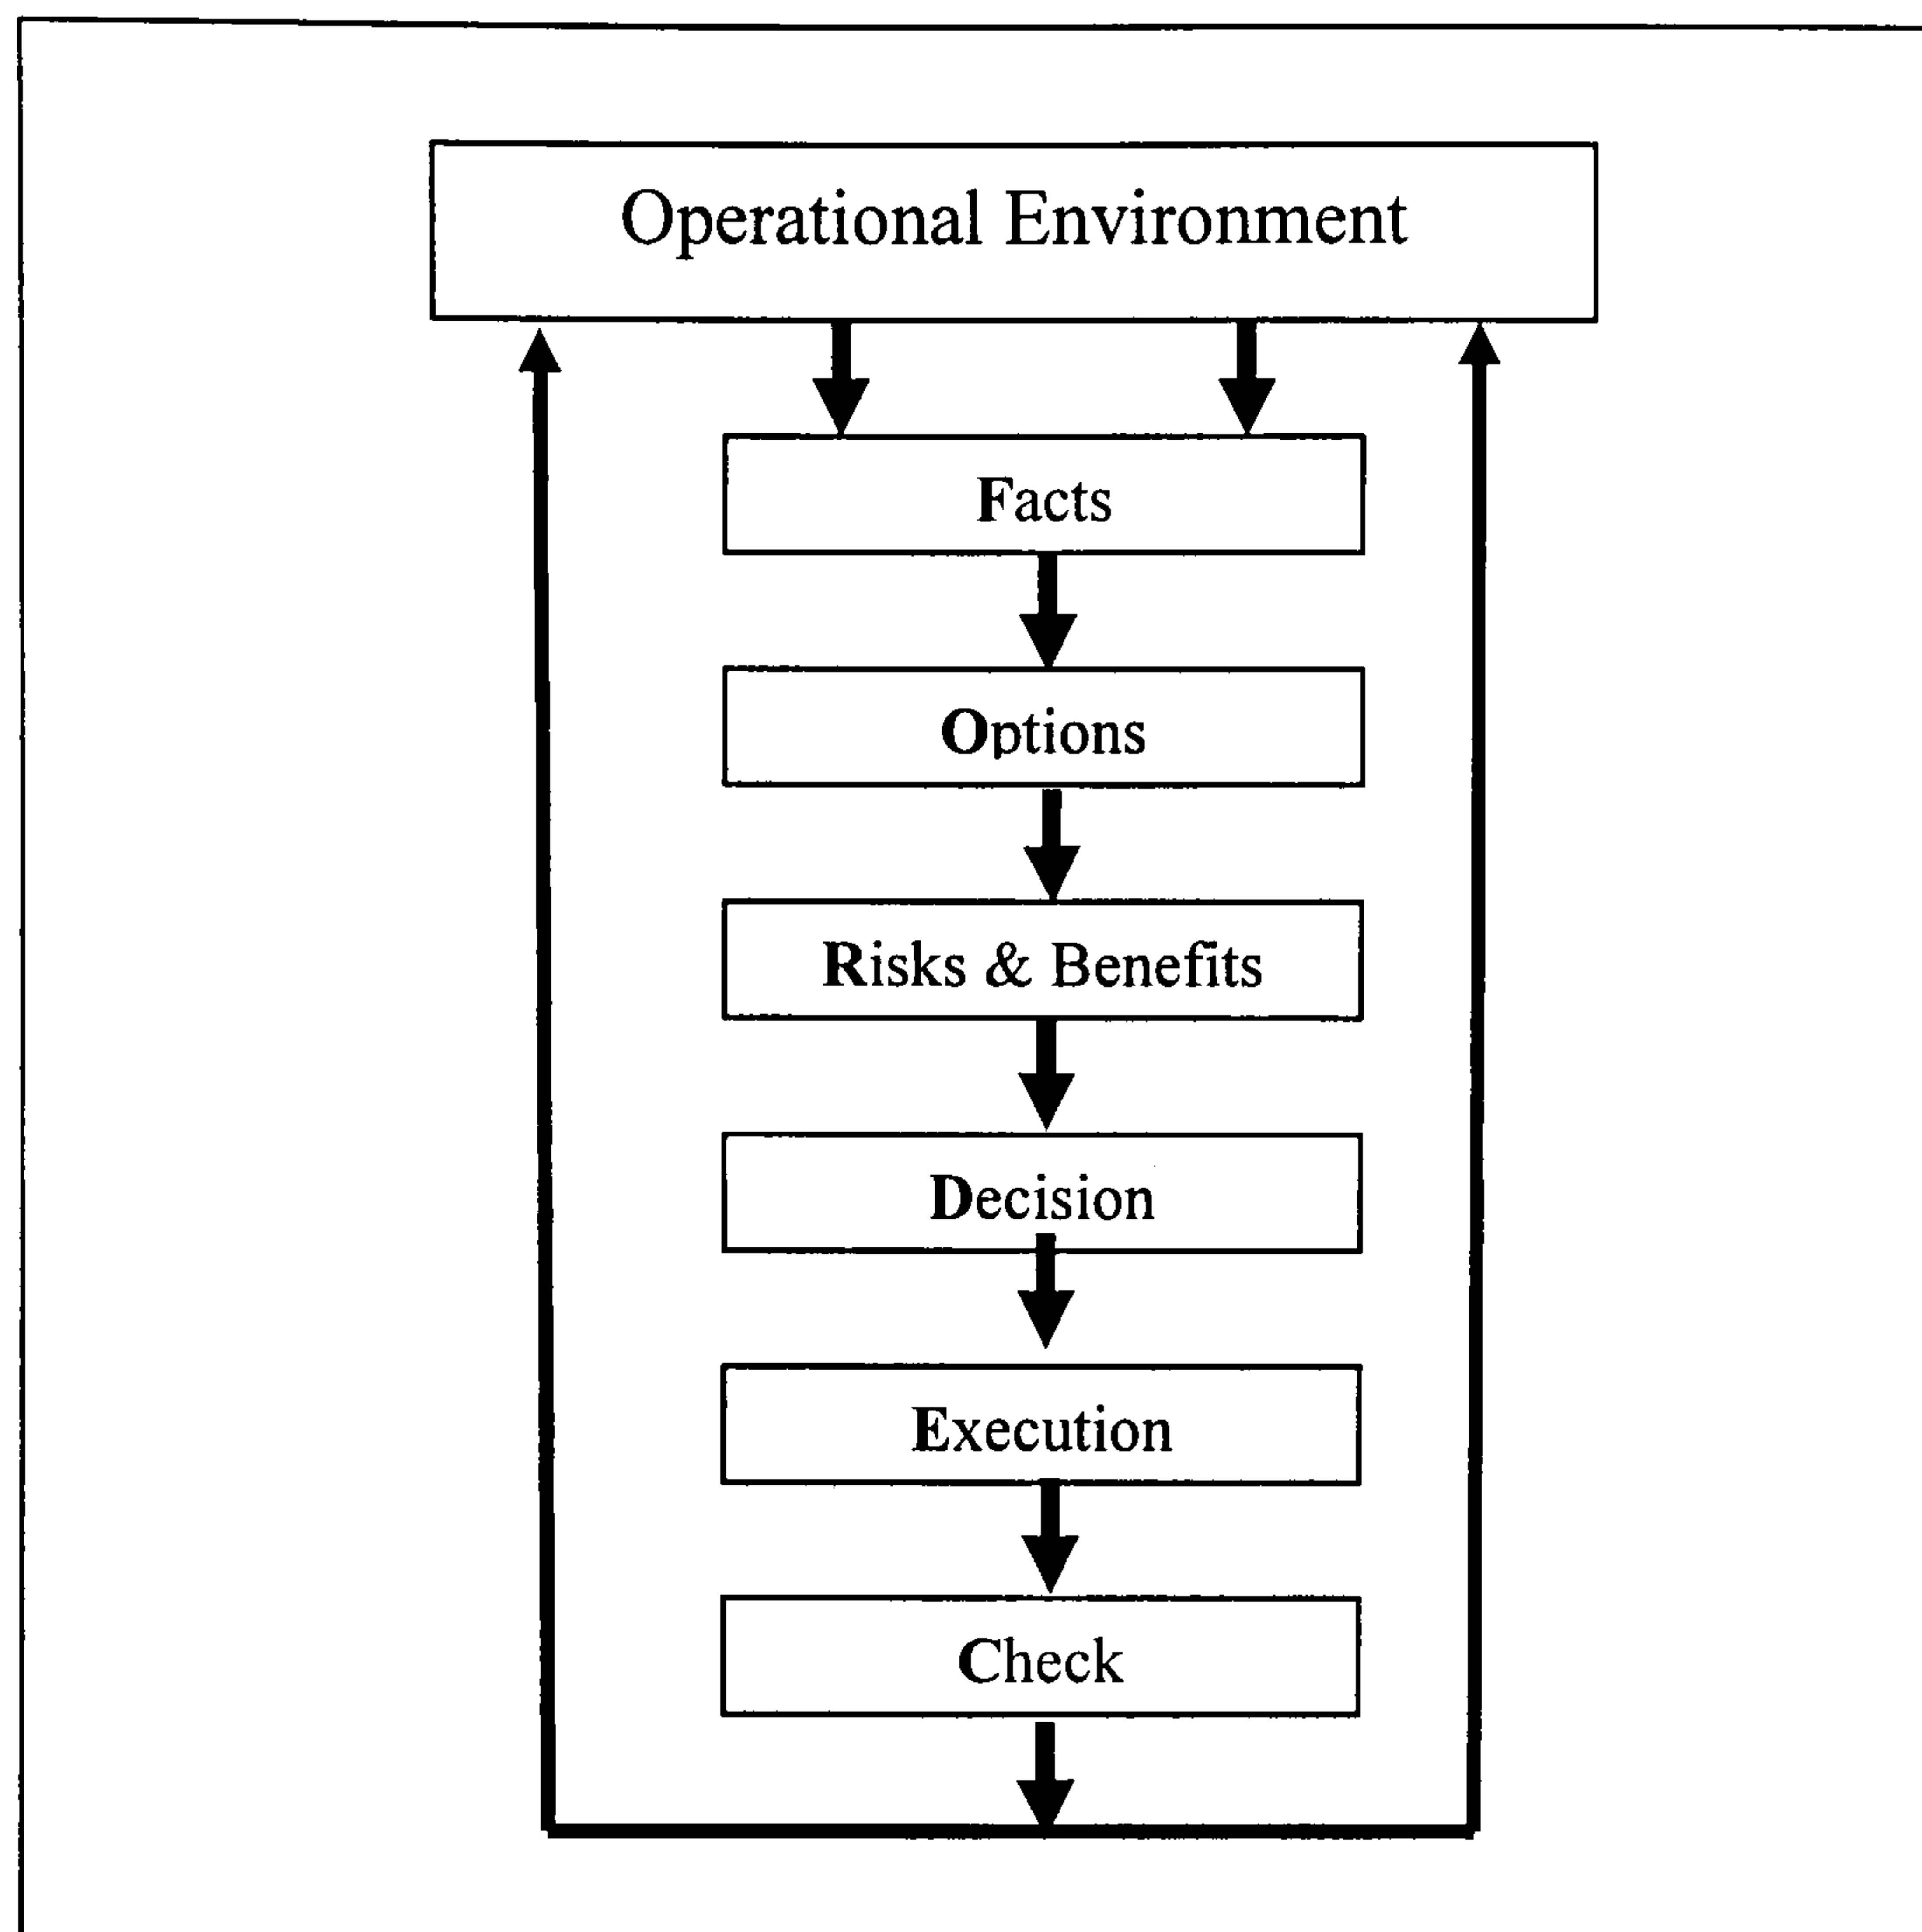 Operational Environment
Facts
Options
Risks & Benefits
Decision
Execution
Check